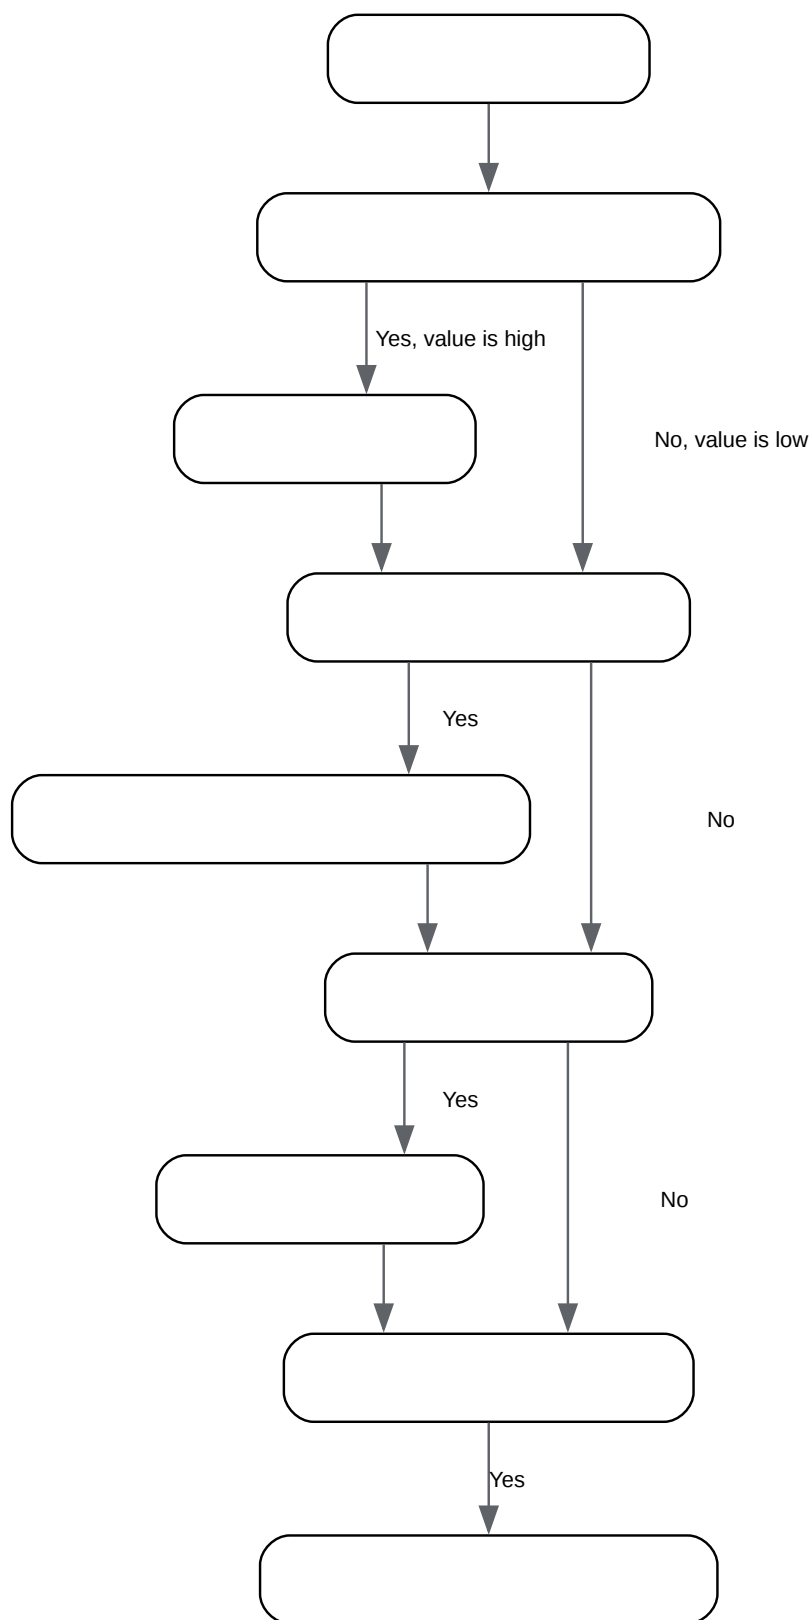 Yes, value is high
No, value is low
Yes
No
Yes
No
Yes